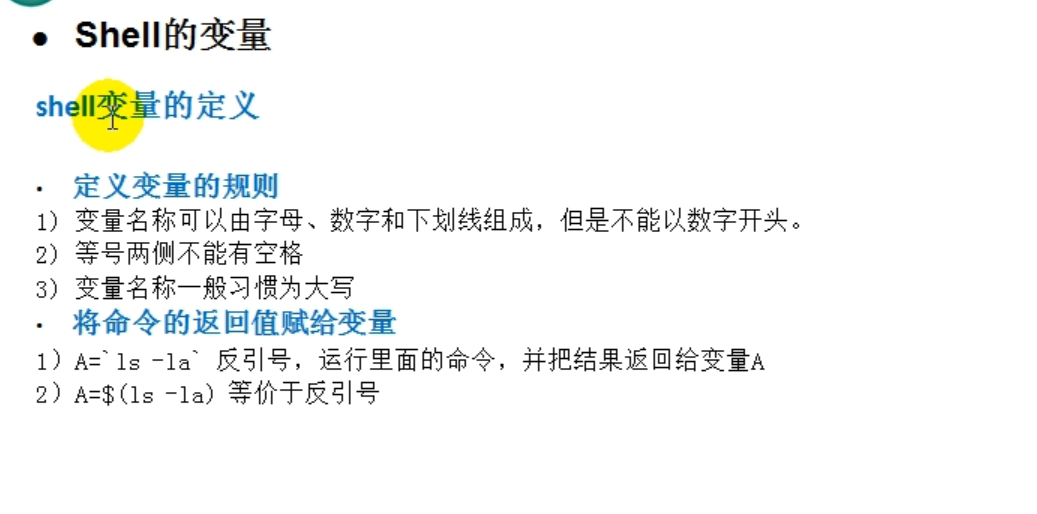 ● Shell的变量
shell变量的定义
· 定义变量的规则
1) 变量名称可以由字母、数字和下划线组成，但是不能以数字开头。
2) 等号两侧不能有空格
3) 变量名称一般习惯为大写
· 将命令的返回值赋给变量
1）A=`ls -la` 反引号，运行里面的命令，并把结果返回给变量A
2）A=$(ls -la) 等价于反引号